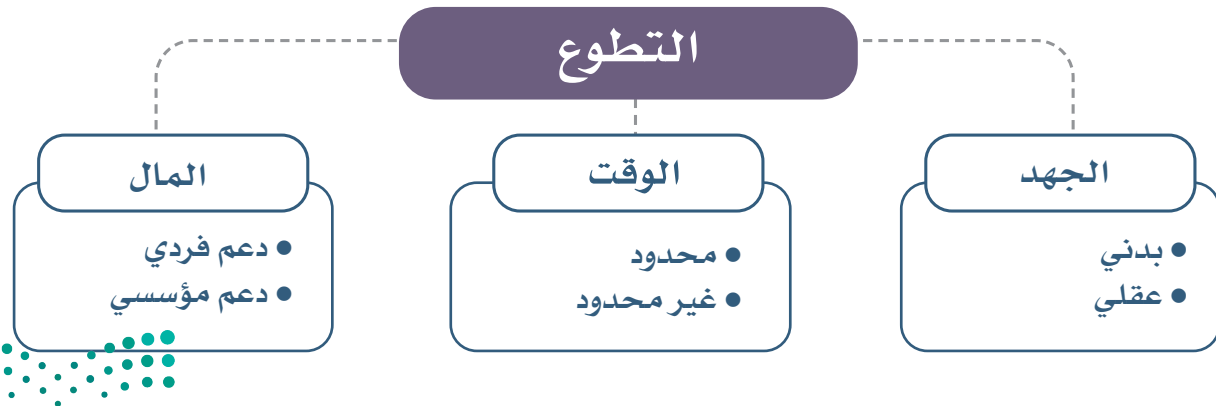 التطوع
الجهد
بدني
عقلي
الوقت
محدود
غير محدود
المال
دعم فردي
دعم مؤسسي